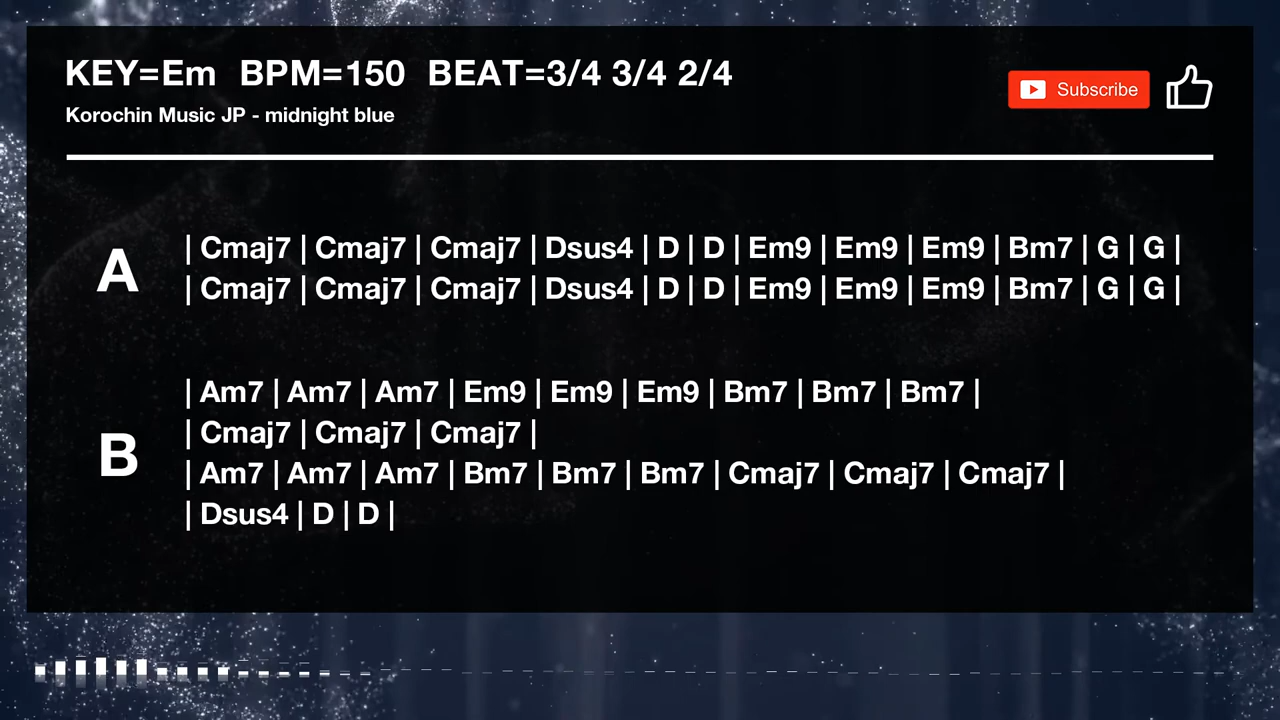 KEY=Em BPM=150 BEAT=3/4 3/4 2/4
Korochin Music JP - midnight blue
Subscribe
A
| Cmaj7 | Cmaj7 | Cmaj7 | Dsus4 | D | D | Em9 | Em9 | Em9 | Bm7 | G | G |
| Cmaj7 | Cmaj7 | Cmaj7 | Dsus4 | D | D | Em9 | Em9 | Em9 | Bm7 | G | G |
B
| Am7 | Am7 | Am7 | Em9 | Em9 | Em9 | Bm7 | Bm7 | Bm7 |
| Cmaj7 | Cmaj7 | Cmaj7 |
| Am7 | Am7 | Am7 | Bm7 | Bm7 | Bm7 | Cmaj7 | Cmaj7 | Cmaj7 |
| Dsus4 | D | D |